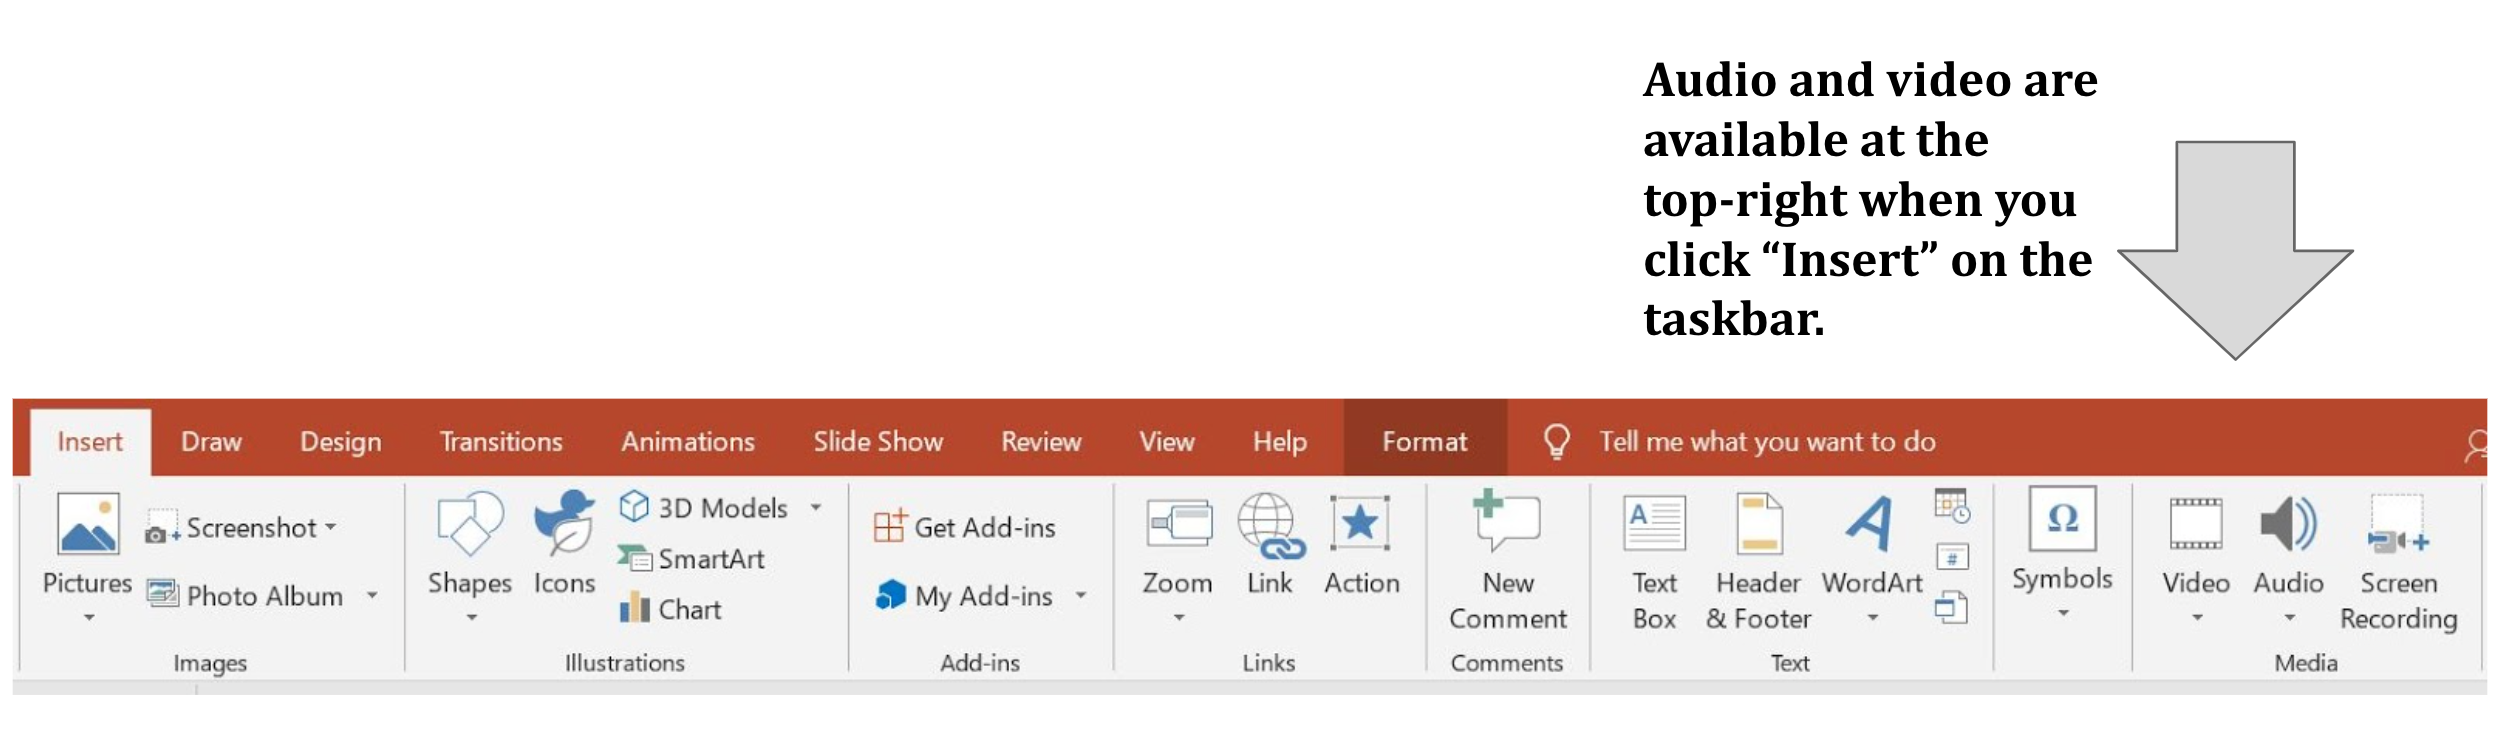 Audio and video are
available at the
top-right when you
click “Insert” on the
taskbar.
Insert Draw Design Transitions Animations Slide Show Review View Help Format Tell me what you want to do
Pictures
Screenshot
Photo Album
Images
Shapes
Icons
3D Models
SmartArt
Chart
Illustrations
Get Add-ins
My Add-ins
Add-ins
Zoom
Link
Action
Links
New
Comment
Comments
A
Text
Box
Header
& Footer
A
WordArt
#
Text
Ω
Symbols
Video
Audio
Screen
Recording
Media